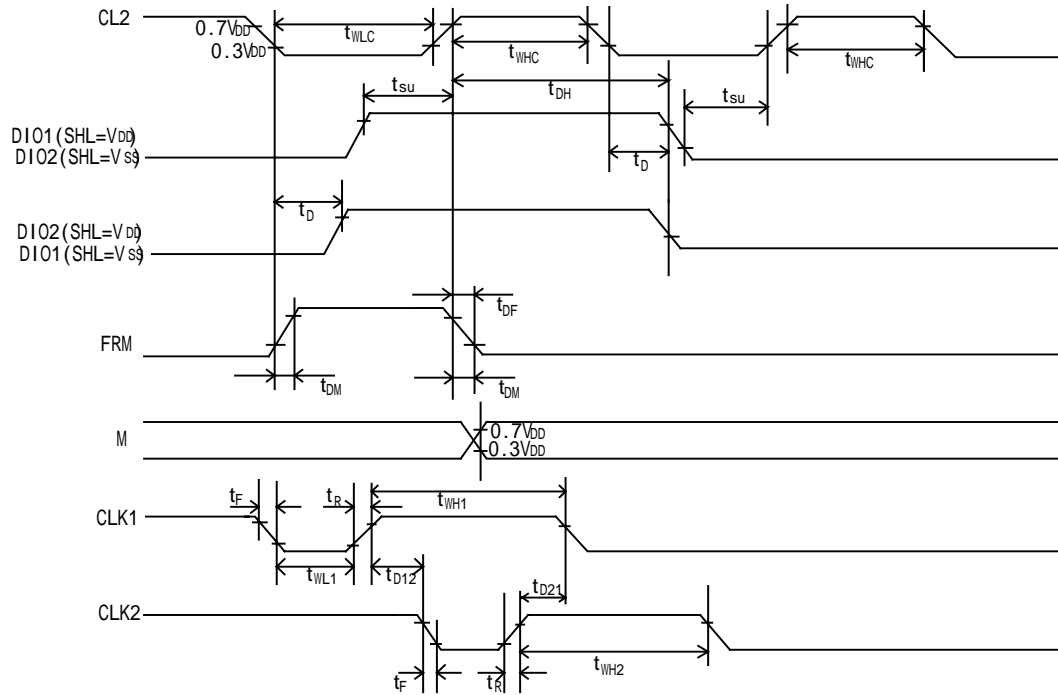 CL2
0.7VDD
0.3VDD
tWLC
tWHC
tWHC
tDH
tsu
tsu
DIO1(SHL=VDD)
DIO2(SHL=VSS)
tD
tD
DIO2(SHL=VDD)
DIO1(SHL=VSS)
tDF
FRM
tDM
tDM
M
0.7VDD
0.3VDD
tF
tR
tWH1
CLK1
tWL1
tD12
tD21
CLK2
tF
tR
tWH2